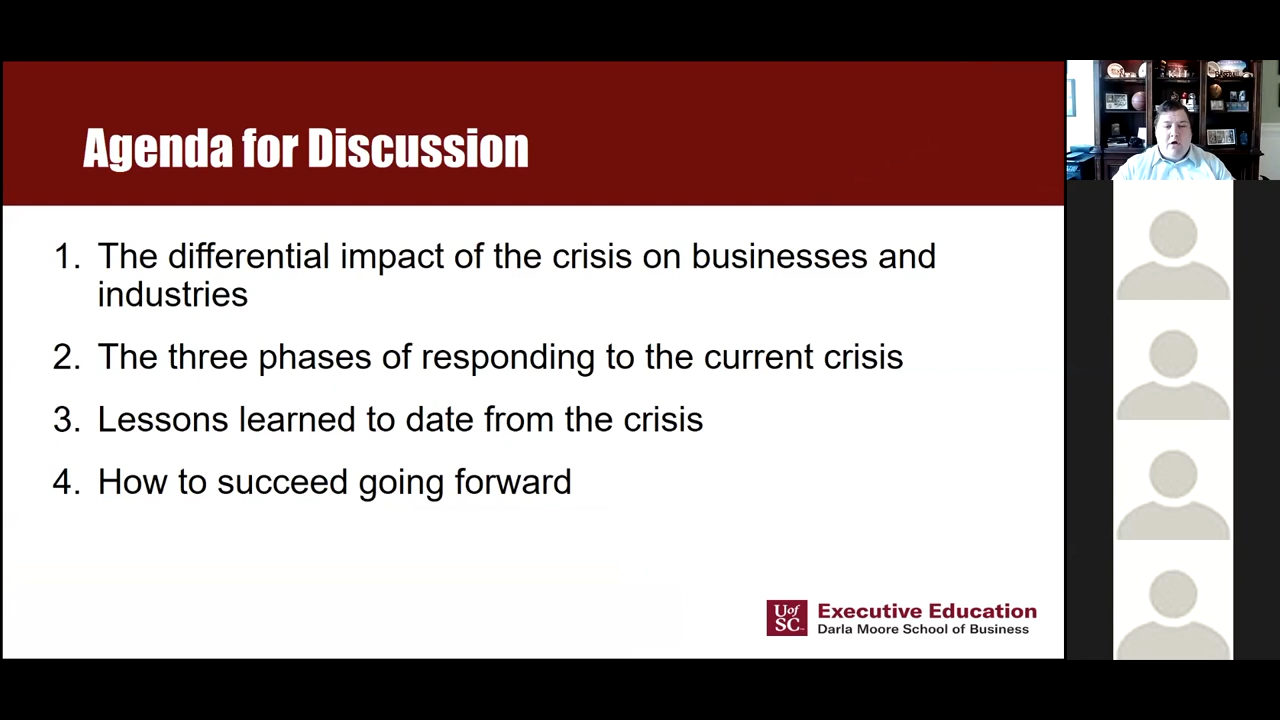 Agenda for Discussion
1. The differential impact of the crisis on businesses and
industries
2. The three phases of responding to the current crisis
3. Lessons learned to date from the crisis
4. How to succeed going forward
U of SC
Executive Education
Darla Moore School of Business